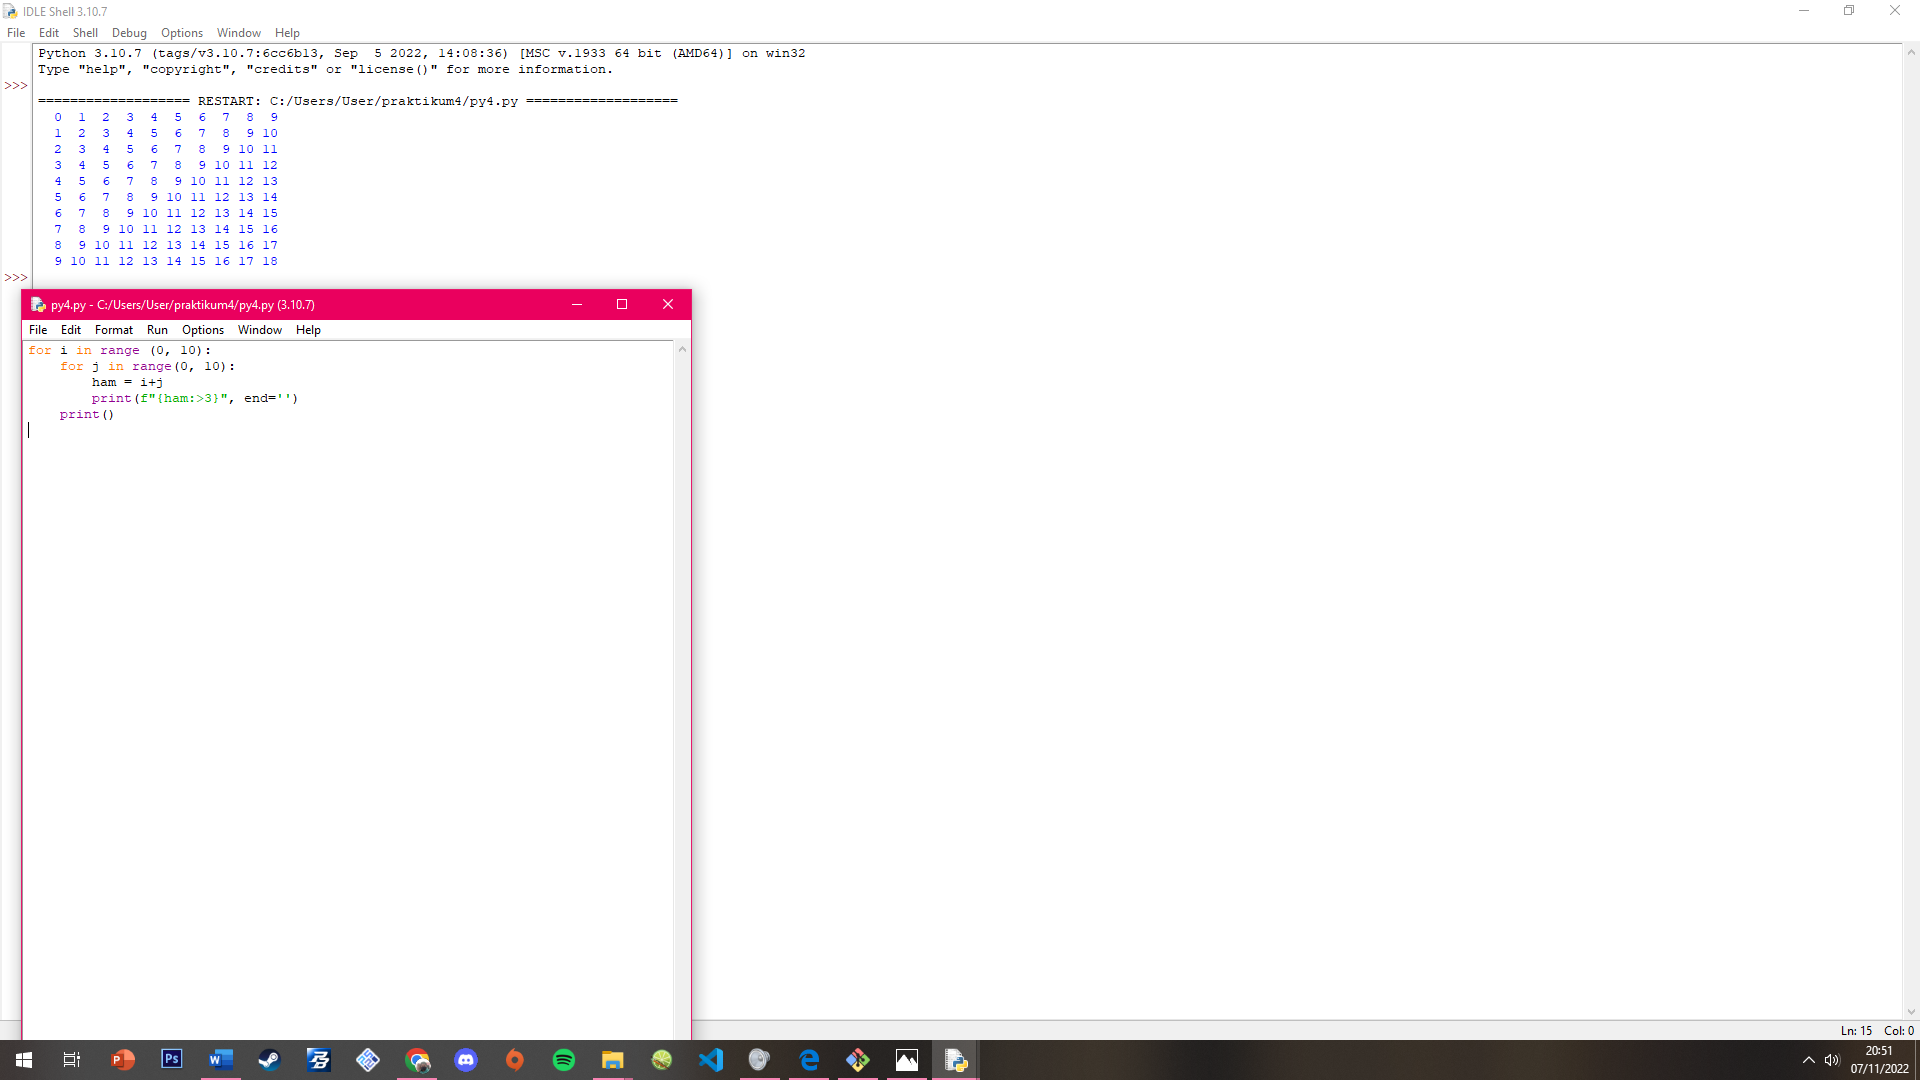 IDLE Shell 3.10.7
File Edit Shell Debug Options Window Help
Python 3.10.7 (tags/v3.10.7:6cc6b13, Sep  5 2022, 14:08:36) [MSC v.1933 64 bit (AMD64)] on win32
Type "help", "copyright", "credits" or "license()" for more information.
>>>
=================== RESTART: C:/Users/User/praktikum4/py4.py ===================
  0  1  2  3  4  5  6  7  8  9
  1  2  3  4  5  6  7  8  9 10
  2  3  4  5  6  7  8  9 10 11
  3  4  5  6  7  8  9 10 11 12
  4  5  6  7  8  9 10 11 12 13
  5  6  7  8  9 10 11 12 13 14
  6  7  8  9 10 11 12 13 14 15
  7  8  9 10 11 12 13 14 15 16
  8  9 10 11 12 13 14 15 16 17
  9 10 11 12 13 14 15 16 17 18
>>>
py4.py - C:/Users/User/praktikum4/py4.py (3.10.7)
File Edit Format Run Options Window Help
for i in range (0, 10):
    for j in range(0, 10):
        ham = i+j
        print(f"{ham:>3}", end='')
    print()
Ln: 15 Col: 0
20:51
07/11/2022